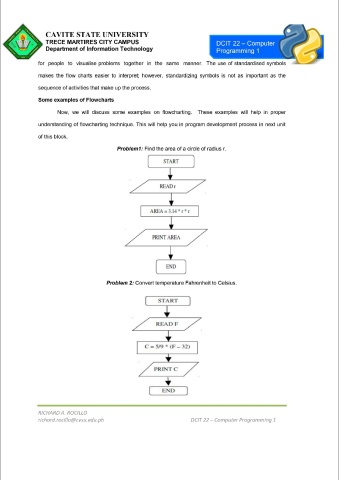 CAVITE STATE UNIVERSITY
TRECE MARTIRES CITY CAMPUS
Department of Information Technology
DCIT 22 – Computer
Programming 1
for people to visualise problems together in the same manner. The use of standardised symbols
makes the flow charts easier to interpret; however, standardizing symbols is not as important as the
sequence of activities that make up the process.
Some examples of Flowcharts
Now, we will discuss some examples on flowcharting. These examples will help in proper
understanding of flowcharting technique. This will help you in program development process in next unit
of this block.
Problem1: Find the area of a circle of radius r.
START
READ r
AREA = 3.14 * r * r
PRINT AREA
END
Problem 2: Convert temperature Fahrenheit to Celsius.
START
READ F
C = 5/9 * (F – 32)
PRINT C
END
RICHARD A. ROCILLO
richard.rocillo@cvsu.edu.ph DCIT 22 – Computer Programming 1